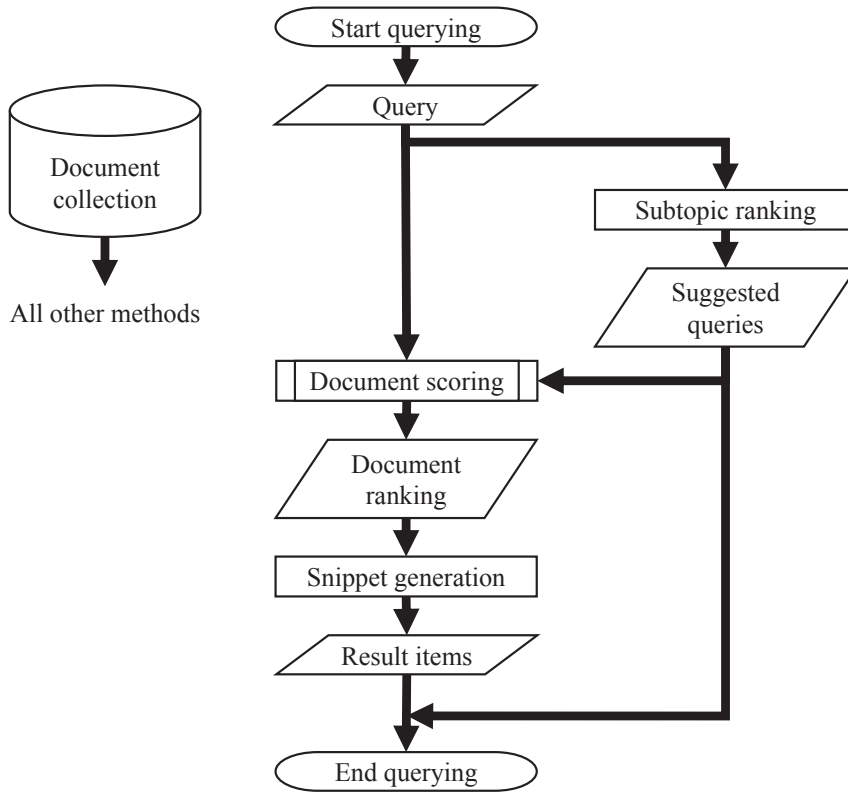 Start querying
Query
Document
collection
All other methods
Subtopic ranking
Suggested
queries
Document scoring
Document
ranking
Snippet generation
Result items
End querying